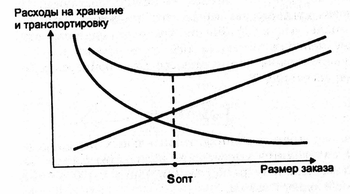 Расходы на хранение
и транспортировку
Sопт
Размер заказа